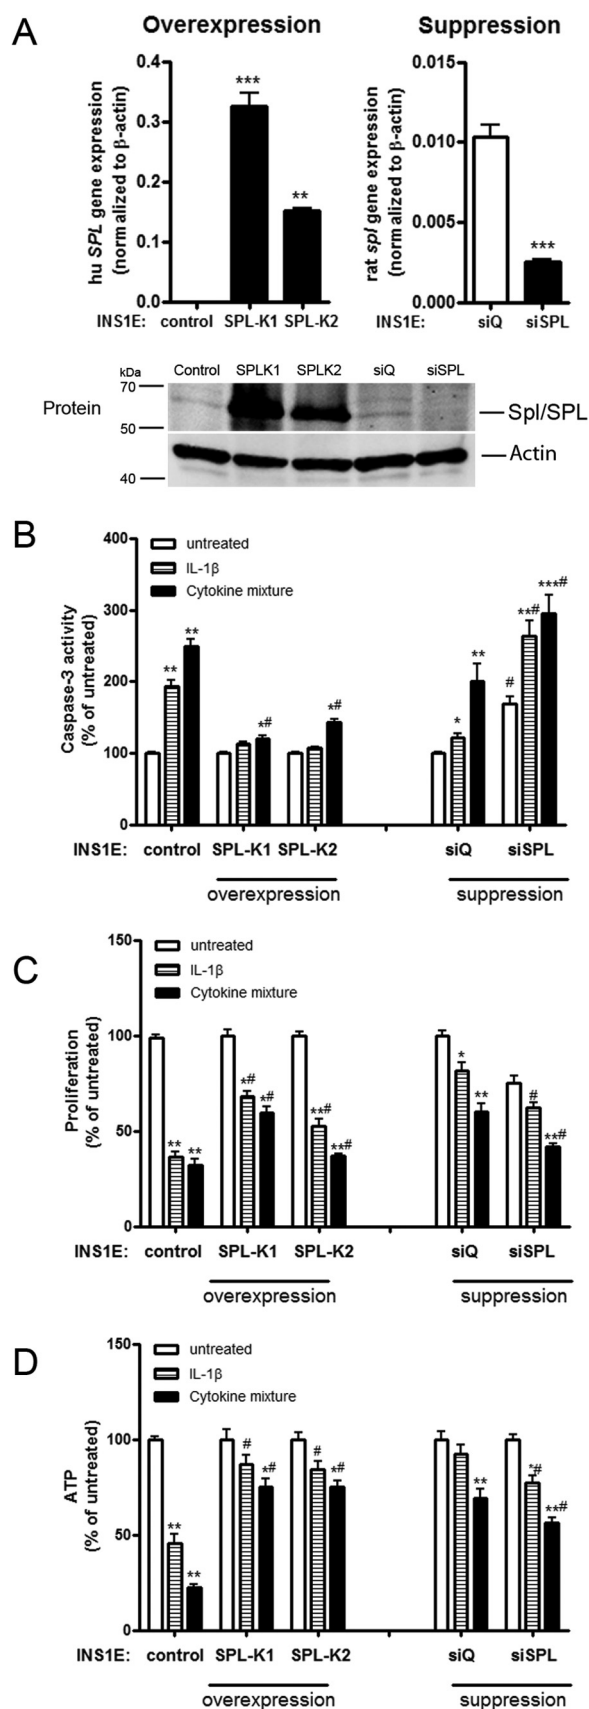 A
Overexpression
Suppression
hu SPL gene expression
(normalized to β-actin)
0.4
0.3
0.2
0.1
0.0
***
**
INS1E: control SPL-K1 SPL-K2
rat spl gene expression
(normalized to β-actin)
0.015
0.010
0.005
0.000
***
INS1E: siQ siSPL
kDa Control SPLK1 SPLK2 siQ siSPL
70
Protein
Spl/SPL
50
Actin
40
B
Caspase-3 activity
(% of untreated)
400
300
200
100
0
untreated
IL-1β
Cytokine mixture
** ** *# *# * ** # **# ***#
INS1E: control SPL-K1 SPL-K2 siQ siSPL
overexpression suppression
C
Proliferation
(% of untreated)
150
100
50
0
untreated
IL-1β
Cytokine mixture
** ** *# *# **# **# * ** # **#
INS1E: control SPL-K1 SPL-K2 siQ siSPL
overexpression suppression
D
ATP
(% of untreated)
150
100
50
0
untreated
IL-1β
Cytokine mixture
** ** # *# # *# ** *# **#
INS1E: control SPL-K1 SPL-K2 siQ siSPL
overexpression suppression